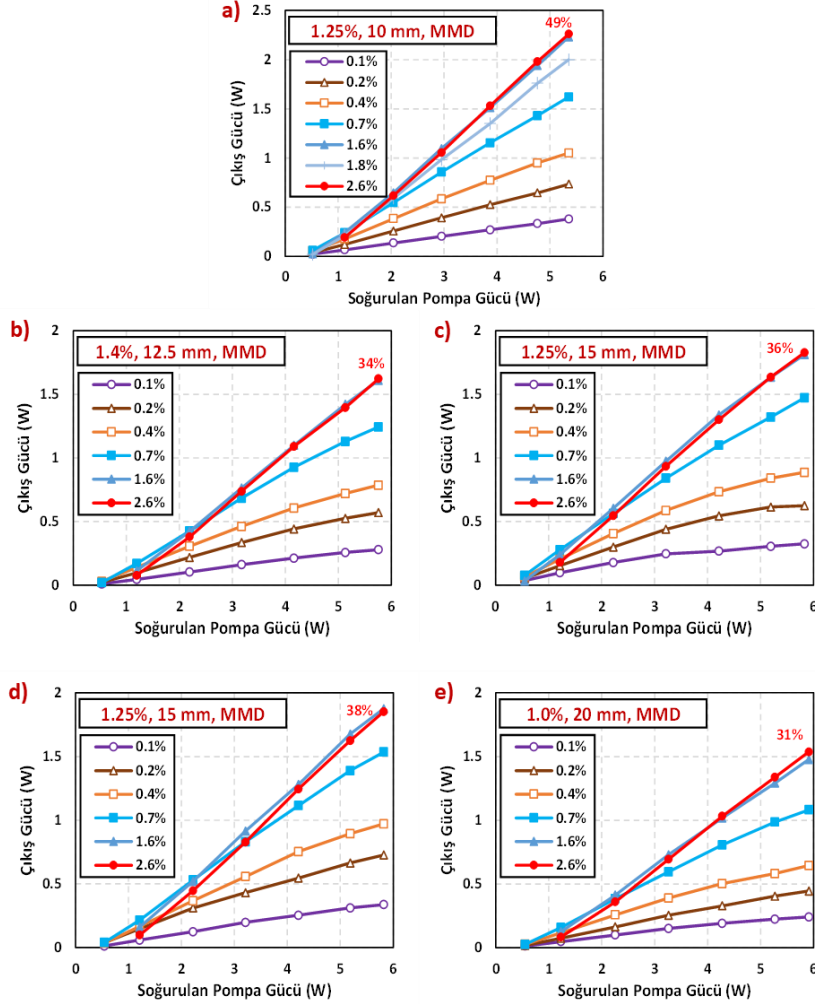 a)
1.25%, 10 mm, MMD
49%
0.1%
0.2%
0.4%
0.7%
1.6%
1.8%
2.6%
Çıkış Gücü (W)
2.5
2
1.5
1
0.5
0
0 1 2 3 4 5 6
Soğurulan Pompa Gücü (W)
b)
1.4%, 12.5 mm, MMD
34%
0.1%
0.2%
0.4%
0.7%
1.6%
2.6%
Çıkış Gücü (W)
2
1.5
1
0.5
0
0 1 2 3 4 5 6
Soğurulan Pompa Gücü (W)
c)
1.25%, 15 mm, MMD
36%
0.1%
0.2%
0.4%
0.7%
1.6%
2.6%
Çıkış Gücü (W)
2
1.5
1
0.5
0
0 1 2 3 4 5 6
Soğurulan Pompa Gücü (W)
d)
1.25%, 15 mm, MMD
38%
0.1%
0.2%
0.4%
0.7%
1.6%
2.6%
Çıkış Gücü (W)
2
1.5
1
0.5
0
0 1 2 3 4 5 6
Soğurulan Pompa Gücü (W)
e)
1.0%, 20 mm, MMD
31%
0.1%
0.2%
0.4%
0.7%
1.6%
2.6%
Çıkış Gücü (W)
2
1.5
1
0.5
0
0 1 2 3 4 5 6
Soğurulan Pompa Gücü (W)